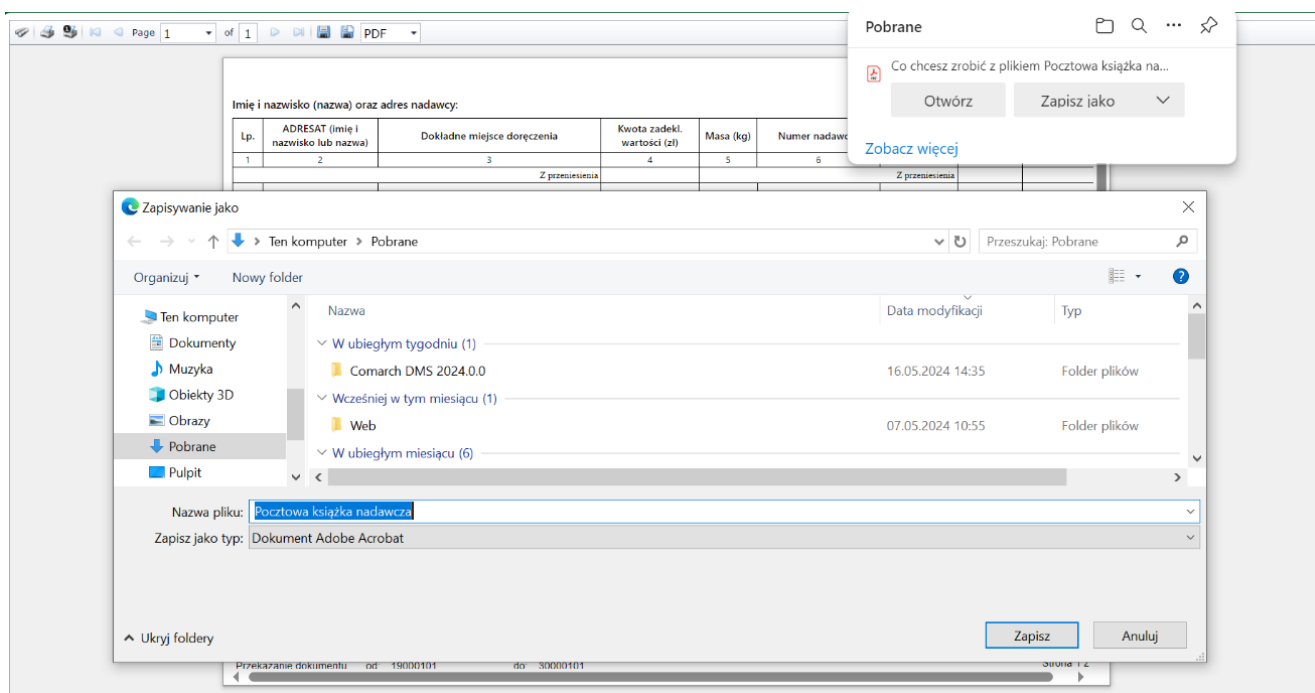 Page 1 of 1 PDF
Pobrane
Co chcesz zrobić z plikiem Pocztowa książka na...
Otwórz Zapisz jako
Zobacz więcej
Imię i nazwisko (nazwa) oraz adres nadawcy:
Lp. ADRESAT (imię i nazwisko lub nazwa) Dokładne miejsce doręczenia Kwota zadekl. wartości (zł) Masa (kg) Numer
1 2 3 4 5 6
Z przeniesienia Z przeniesienia
Zapisywanie jako
Ten komputer > Pobrane Przeszukaj: Pobrane
Organizuj Nowy folder
Ten komputer
Dokumenty
Muzyka
Obiekty 3D
Obrazy
Pobrane
Pulpit
Nazwa Data modyfikacji Typ
W ubiegłym tygodniu (1)
Comarch DMS 2024.0.0 16.05.2024 14:35 Folder plików
Wcześniej w tym miesiącu (1)
Web 07.05.2024 10:55 Folder plików
W ubiegłym miesiącu (6)
Nazwa pliku: Pocztowa książka nadawcza
Zapisz jako typ: Dokument Adobe Acrobat
Ukryj foldery Zapisz Anuluj
Przekazanie dokumentu od: 19000101 do: 30000101 Strona 1 z